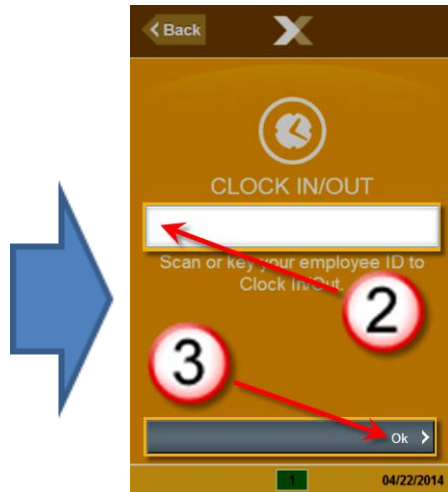 Back
CLOCK IN/OUT
Scan or key your employee ID to
Clock In/Out.
2
3
Ok
1
04/22/2014